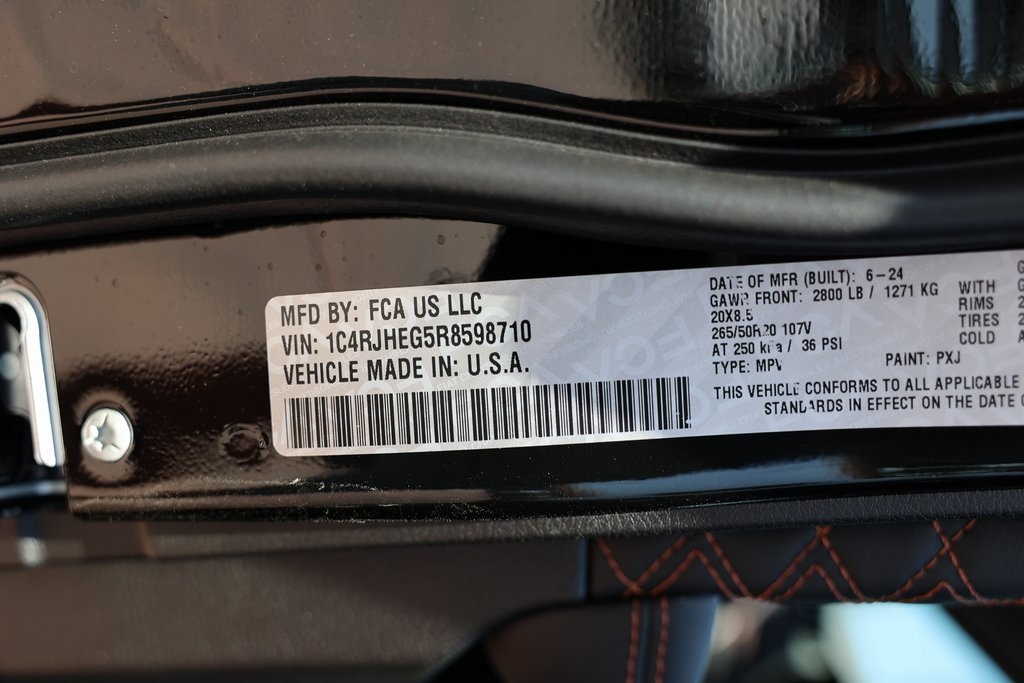 MFD BY: FCA US LLC
VIN: 1C4RJHEG5R8598710
VEHICLE MADE IN: U.S.A.
DATE OF MFR (BUILT): 6-24
GAWR FRONT: 2800 LB / 1271 KG WITH
20X8.5 RIMS
265/50R20 107V TIRES
AT 250 kPa / 36 PSI COLD
TYPE: MPV PAINT: PXJ
THIS VEHICLE CONFORMS TO ALL APPLICABLE
STANDARDS IN EFFECT ON THE DATE